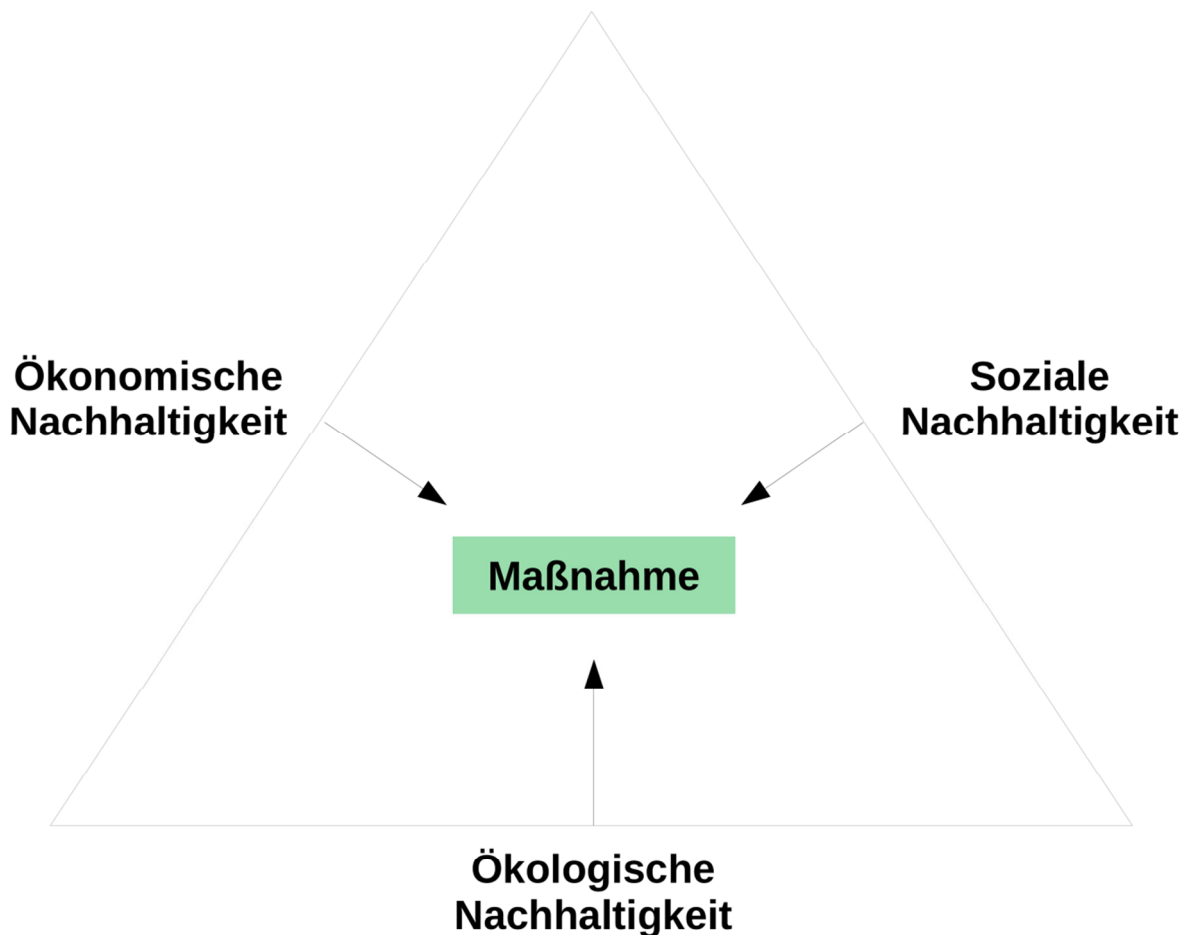 Ökonomische
Nachhaltigkeit
Soziale
Nachhaltigkeit
Maßnahme
Ökologische
Nachhaltigkeit